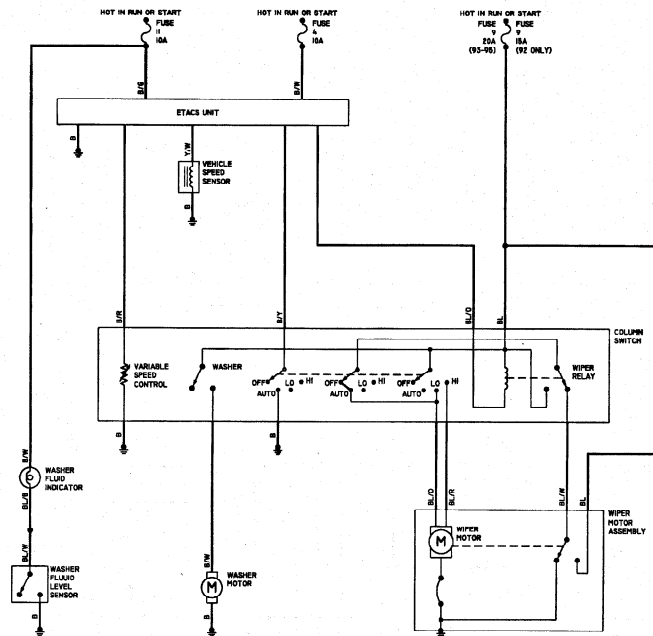 HOT IN RUN OR START
FUSE
11
10A
HOT IN RUN OR START
FUSE
4
10A
HOT IN RUN OR START
FUSE
9
20A
(93-95)
FUSE
9
15A
(92 ONLY)
B/G
B/W
ETACS UNIT
B
Y/W
VEHICLE
SPEED
SENSOR
B
B/R
B/Y
BL/O
BL
COLUMN
SWITCH
VARIABLE
SPEED
CONTROL
WASHER
OFF
LO
HI
AUTO
OFF
LO
HI
AUTO
OFF
LO
HI
AUTO
WIPER
RELAY
B
B
B/W
WASHER
FLUID
INDICATOR
BL/B
BL/W
WASHER
FLUUID
LEVEL
SENSOR
B
B/W
M
WASHER
MOTOR
B
BL/O
BL/R
BL/W
BL
WIPER
MOTOR
M
WIPER
MOTOR
ASSEMBLY